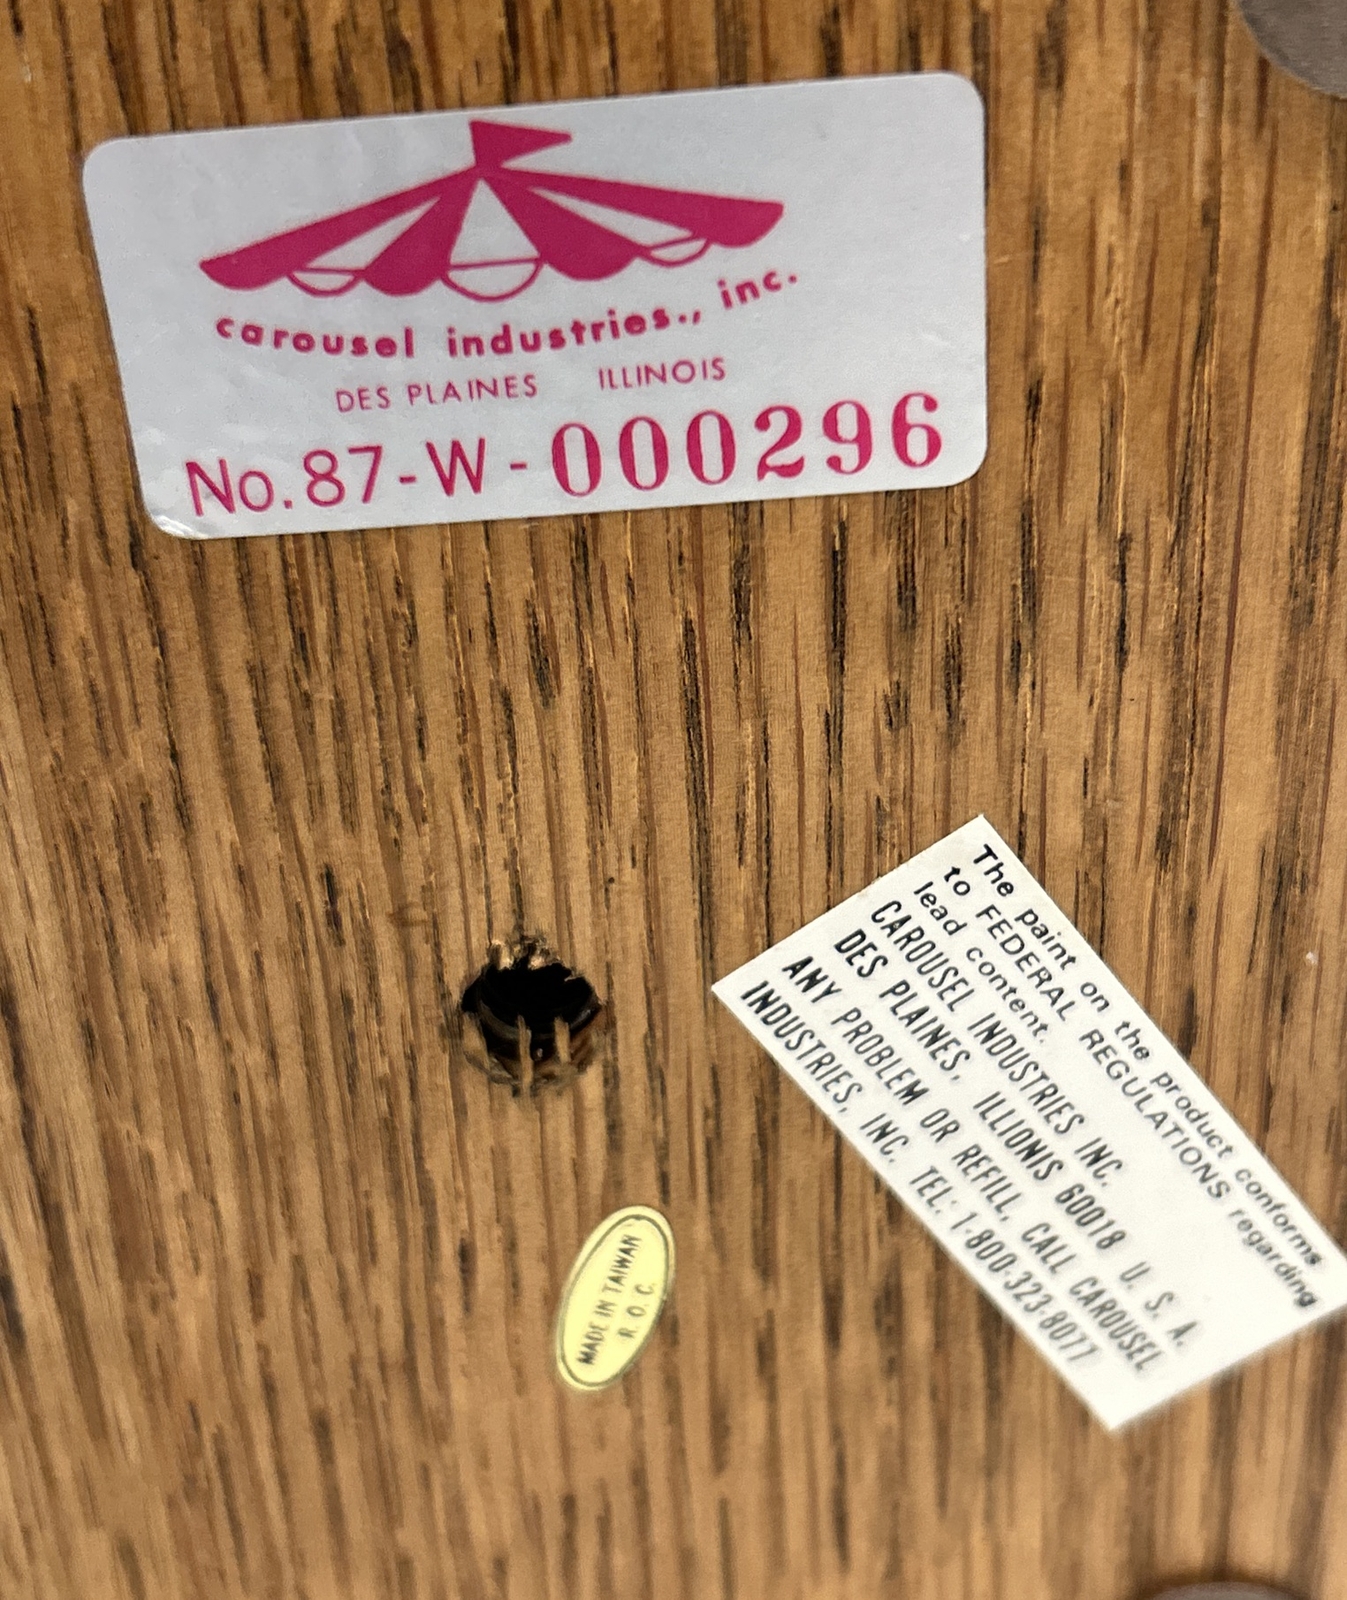 carousel industries., inc.
DES PLAINES ILLINOIS
No. 87-W-000296
The paint on the product conforms
to FEDERAL REGULATIONS regarding
lead content.
CAROUSEL INDUSTRIES INC.
DES PLAINES, ILLIONIS 60018 U. S. A.
ANY PROBLEM OR REFILL, CALL CAROUSEL
INDUSTRIES, INC. TEL: 1-800-323-8077
MADE IN TAIWAN
R. O. C.